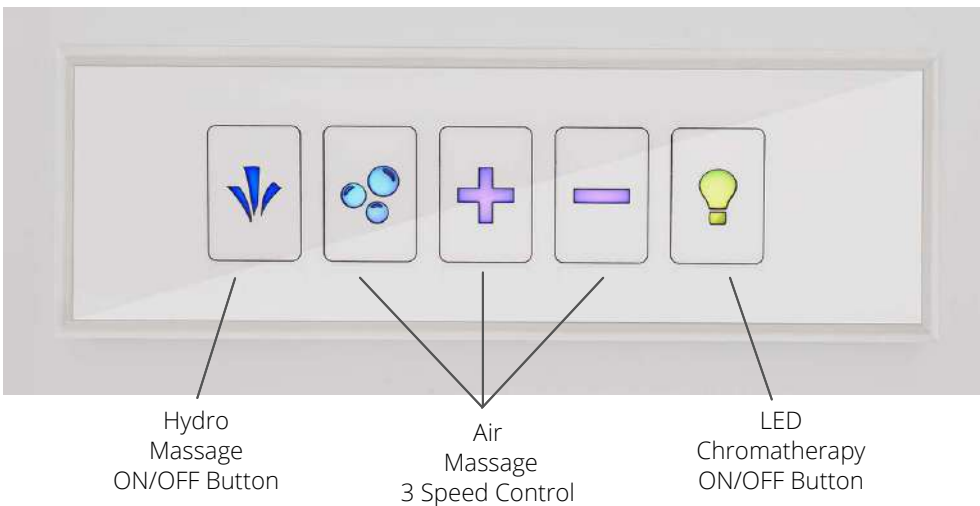 Hydro
Massage
ON/OFF Button
Air
Massage
3 Speed Control
LED
Chromatherapy
ON/OFF Button